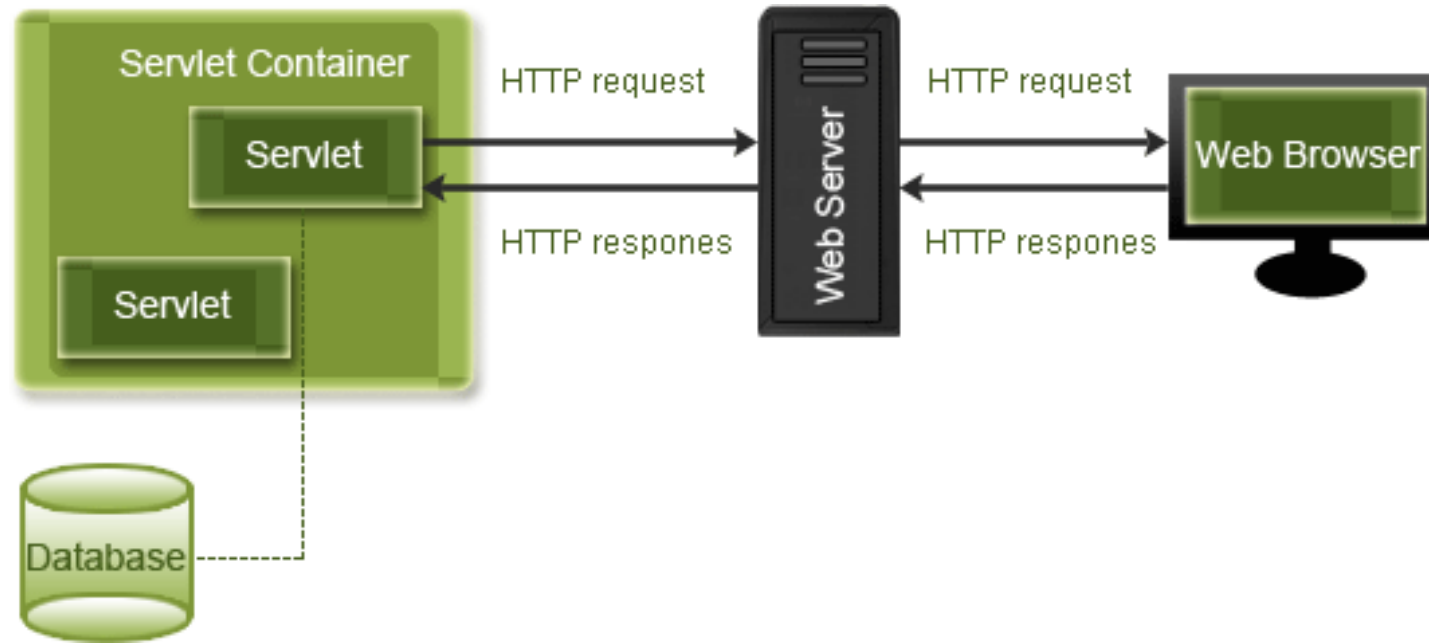 Servlet Container
HTTP request
HTTP request
Servlet
Web Server
Web Browser
HTTP respones
HTTP respones
Servlet
Database